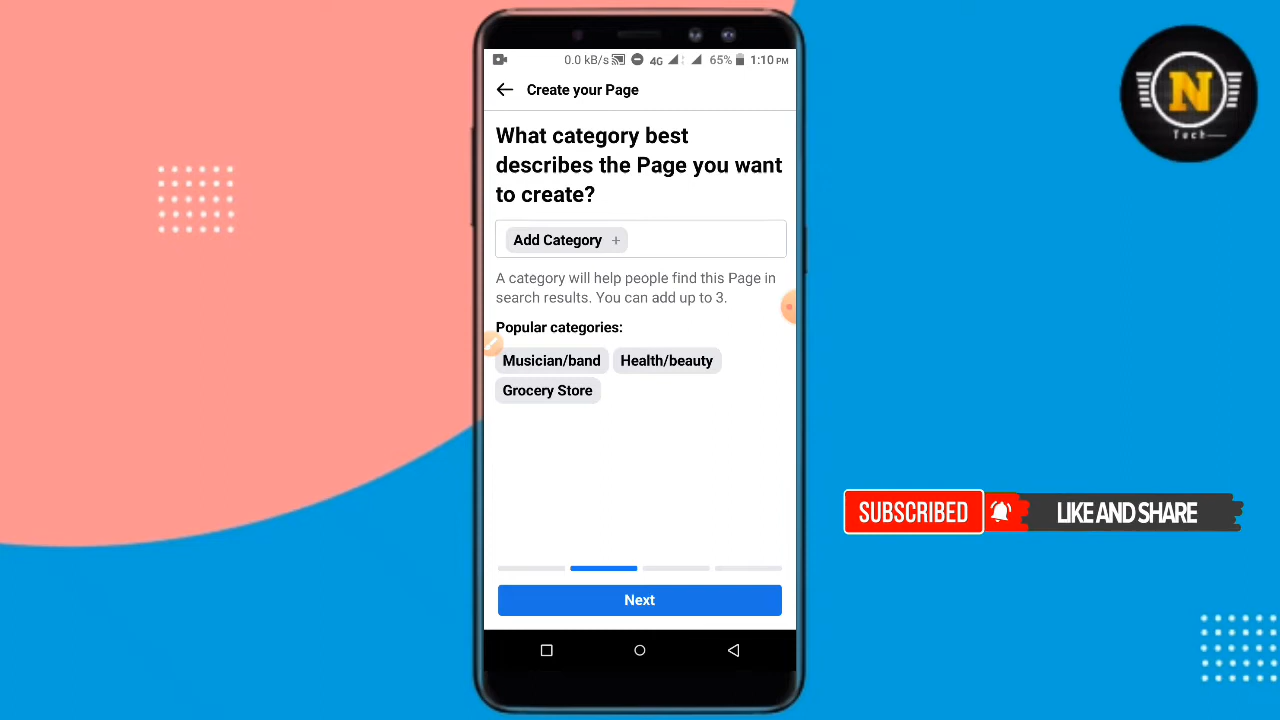 0.0 kB/s 4G 65% 1:10 PM
Create your Page
What category best
describes the Page you want
to create?
Add Category +
A category will help people find this Page in
search results. You can add up to 3.
Popular categories:
Musician/band Health/beauty
Grocery Store
Next
N
Tech
SUBSCRIBED LIKE AND SHARE